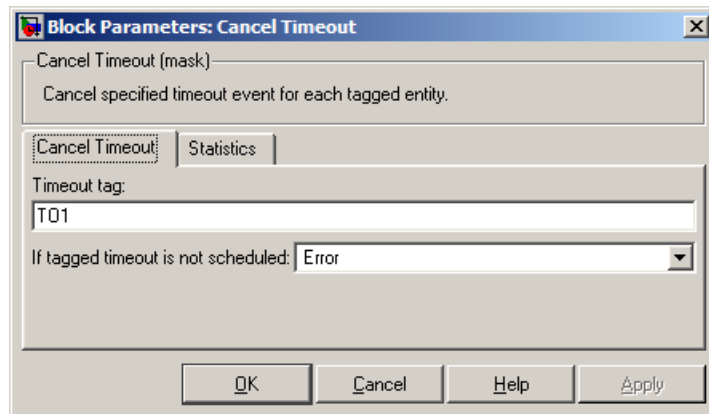 Block Parameters: Cancel Timeout
Cancel Timeout (mask)
Cancel specified timeout event for each tagged entity.
Cancel Timeout Statistics
Timeout tag:
TO1
If tagged timeout is not scheduled: Error
OK Cancel Help Apply